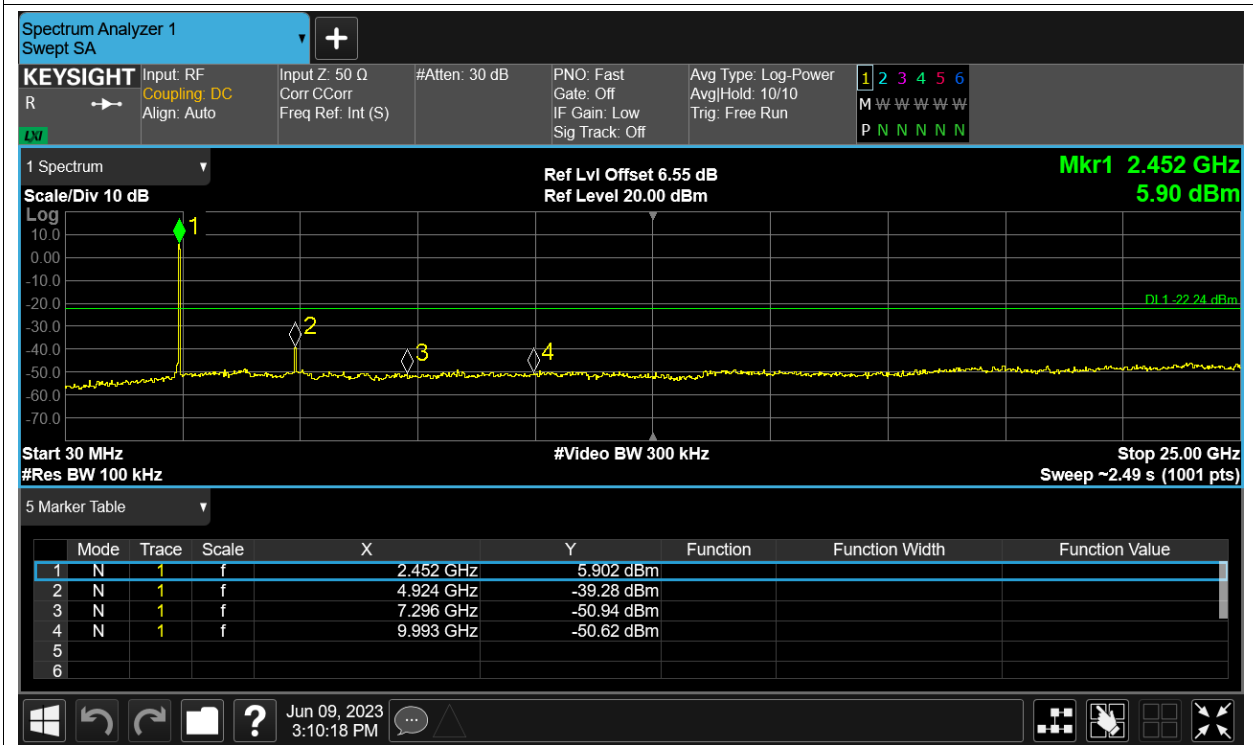 Spectrum Analyzer 1
Swept SA
+
KEYSIGHT Input: RF Input Z: 50 Ω #Atten: 30 dB PNO: Fast Avg Type: Log-Power 1 2 3 4 5 6
R Coupling: DC Corr CCorr Gate: Off Avg|Hold: 10/10 M W W W W W
Align: Auto Freq Ref: Int (S) IF Gain: Low Trig: Free Run
LXI Sig Track: Off P N N N N N
1 Spectrum Ref Lvl Offset 6.55 dB Mkr1 2.452 GHz
Scale/Div 10 dB Ref Level 20.00 dBm 5.90 dBm
Log
1
10.0
0.00
-10.0
-20.0 DL1 -22.24 dBm
-30.0 2
-40.0 3 4
-50.0
-60.0
-70.0
Start 30 MHz #Video BW 300 kHz Stop 25.00 GHz
#Res BW 100 kHz Sweep ~2.49 s (1001 pts)
5 Marker Table
Mode Trace Scale X Y Function Function Width Function Value
1 N 1 f 2.452 GHz 5.902 dBm
2 N 1 f 4.924 GHz -39.28 dBm
3 N 1 f 7.296 GHz -50.94 dBm
4 N 1 f 9.993 GHz -50.62 dBm
5
6
? Jun 09, 2023
3:10:18 PM